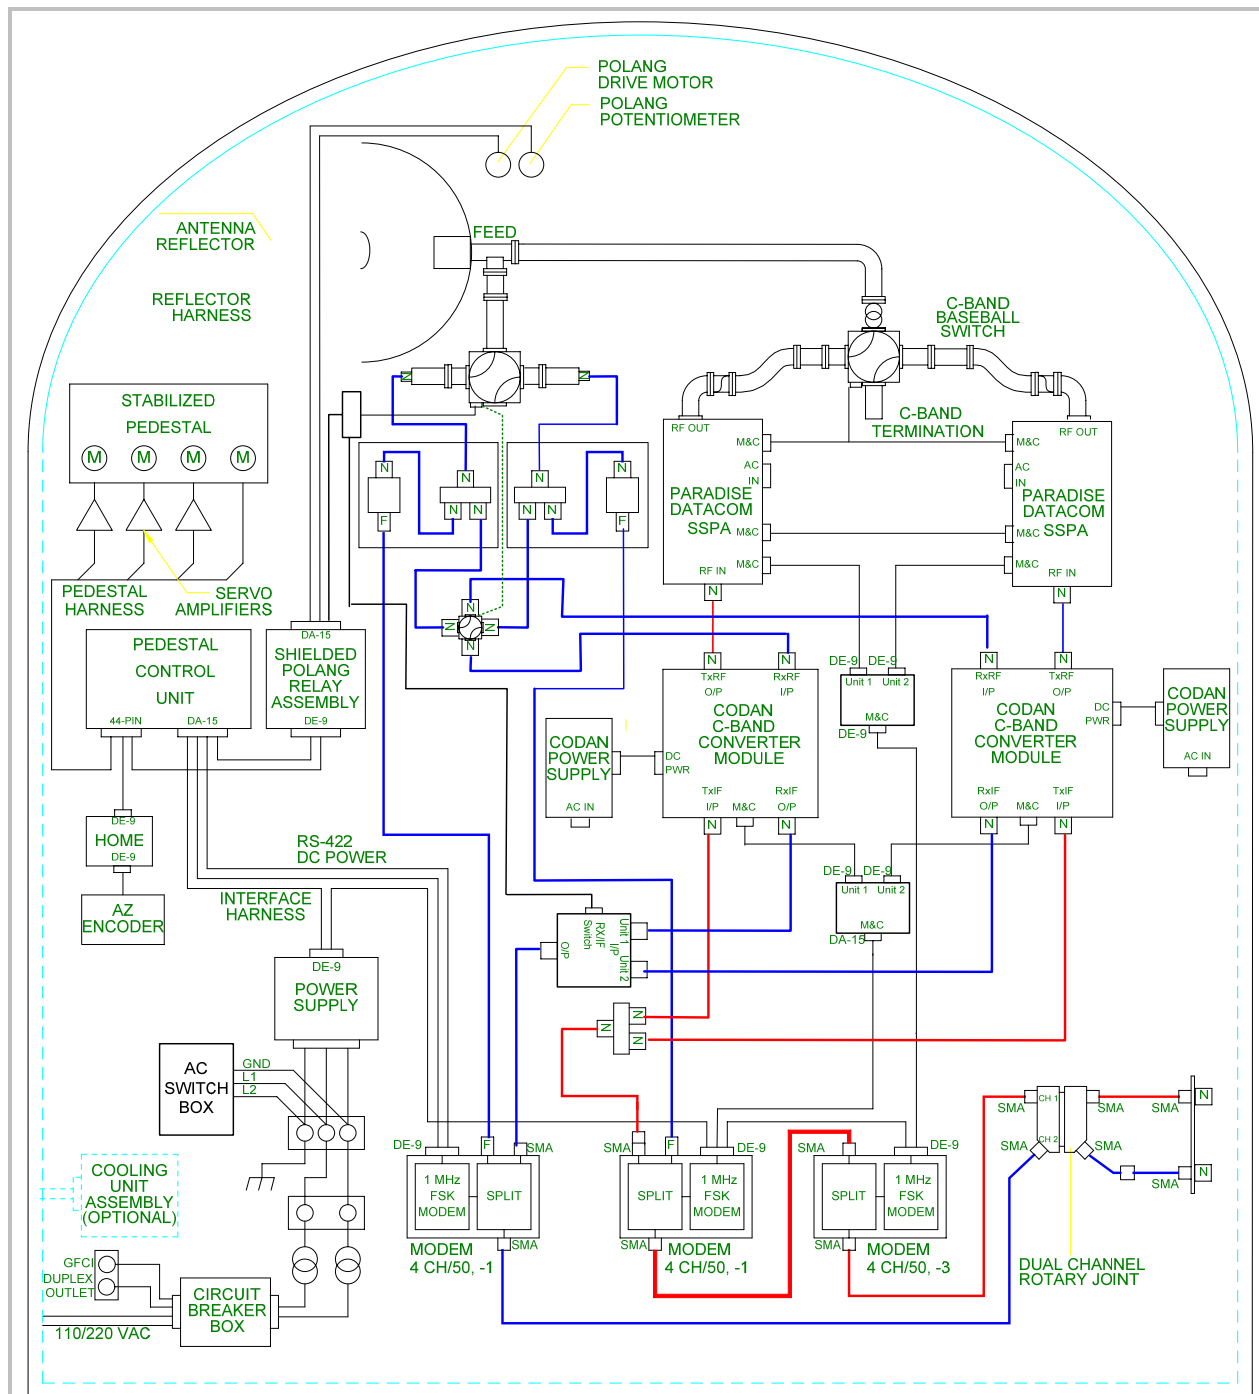 POLANG
DRIVE MOTOR
POLANG
POTENTIOMETER
ANTENNA
REFLECTOR
FEED
REFLECTOR
HARNESS
C-BAND
BASEBALL
SWITCH
STABILIZED
PEDESTAL
M M M M
C-BAND
TERMINATION
N N
RF OUT
M&C
AC
IN
PARADISE
DATACOM
SSPA
M&C
M&C
RF IN
N
RF OUT
M&C
AC
IN
PARADISE
DATACOM
SSPA
M&C
M&C
RF IN
N
N N N N
N N N N
F F
N
N N
N
PEDESTAL
HARNESS
SERVO
AMPLIFIERS
PEDESTAL
CONTROL
UNIT
44-PIN DA-15
DA-15
SHIELDED
POLANG
RELAY
ASSEMBLY
DE-9
N N
TxRF RxRF
O/P I/P
CODAN
C-BAND
CONVERTER
MODULE
DC
PWR
TxIF RxIF
I/P M&C O/P
N N
DE-9 DE-9
Unit 1 Unit 2
M&C
DE-9
N N
RxRF TxRF
I/P O/P
DC
PWR
CODAN
C-BAND
CONVERTER
MODULE
RxIF TxIF
O/P M&C I/P
N N
CODAN
POWER
SUPPLY
AC IN
CODAN
POWER
SUPPLY
AC IN
DE-9
HOME
DE-9
AZ
ENCODER
RS-422
DC POWER
INTERFACE
HARNESS
DE-9 DE-9
Unit 1 Unit 2
M&C
DA-15
O/P
RX/IF
Switch
I/P
Unit 1
Unit 2
DE-9
POWER
SUPPLY
N N N
AC
SWITCH
BOX
GND
L1
L2
COOLING
UNIT
ASSEMBLY
(OPTIONAL)
DE-9 F SMA
1 MHz
FSK
MODEM
SPLIT
SMA
MODEM
4 CH/50, -1
SMA F DE-9
SPLIT
1 MHz
FSK
MODEM
SMA
MODEM
4 CH/50, -1
SMA DE-9
SPLIT
1 MHz
FSK
MODEM
SMA
MODEM
4 CH/50, -3
SMA CH 1 SMA SMA N
SMA CH 2 SMA SMA N
DUAL CHANNEL
ROTARY JOINT
GFCI
DUPLEX
OUTLET
CIRCUIT
BREAKER
BOX
110/220 VAC